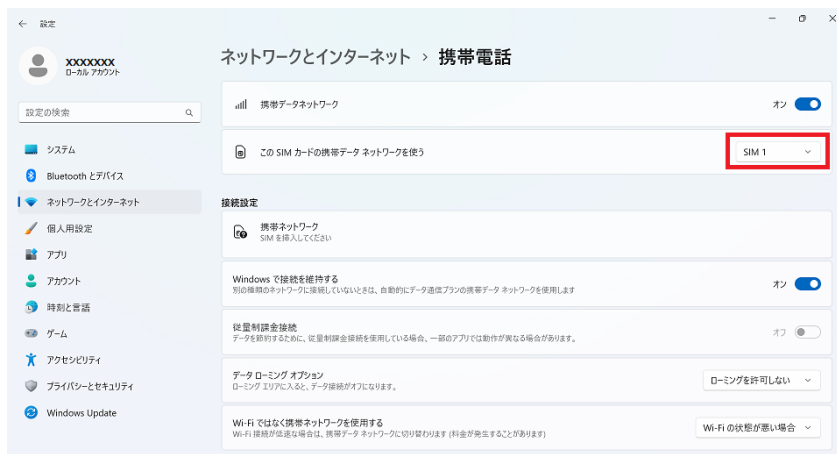 設定
XXXXXXX
ローカル アカウント
設定の検索
システム
Bluetooth とデバイス
ネットワークとインターネット
個人用設定
アプリ
アカウント
時刻と言語
ゲーム
アクセシビリティ
プライバシーとセキュリティ
Windows Update
ネットワークとインターネット › 携帯電話
携帯データネットワーク
オン
この SIM カードの携帯データ ネットワークを使う
SIM 1
接続設定
携帯ネットワーク
SIM を挿入してください
Windows で接続を維持する
別の種類のネットワークに接続していないときは、自動的にデータ通信プランの携帯データ ネットワークを使用します
オン
従量制課金接続
データを節約するために、従量制課金接続を使用している場合、一部のアプリでは動作が異なる場合があります。
オフ
データ ローミング オプション
ローミング エリアに入ると、データ接続がオフになります。
ローミングを許可しない
Wi-Fi ではなく携帯ネットワークを使用する
Wi-Fi 接続が低速な場合は、携帯データ ネットワークに切り替わります (料金が発生することがあります)
Wi-Fi の状態が悪い場合